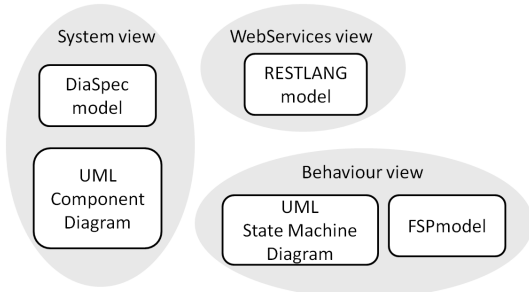 System view
DiaSpec
model
UML
Component
Diagram
WebServices view
RESTLANG
model
Behaviour view
UML
State Machine
Diagram
FSPmodel